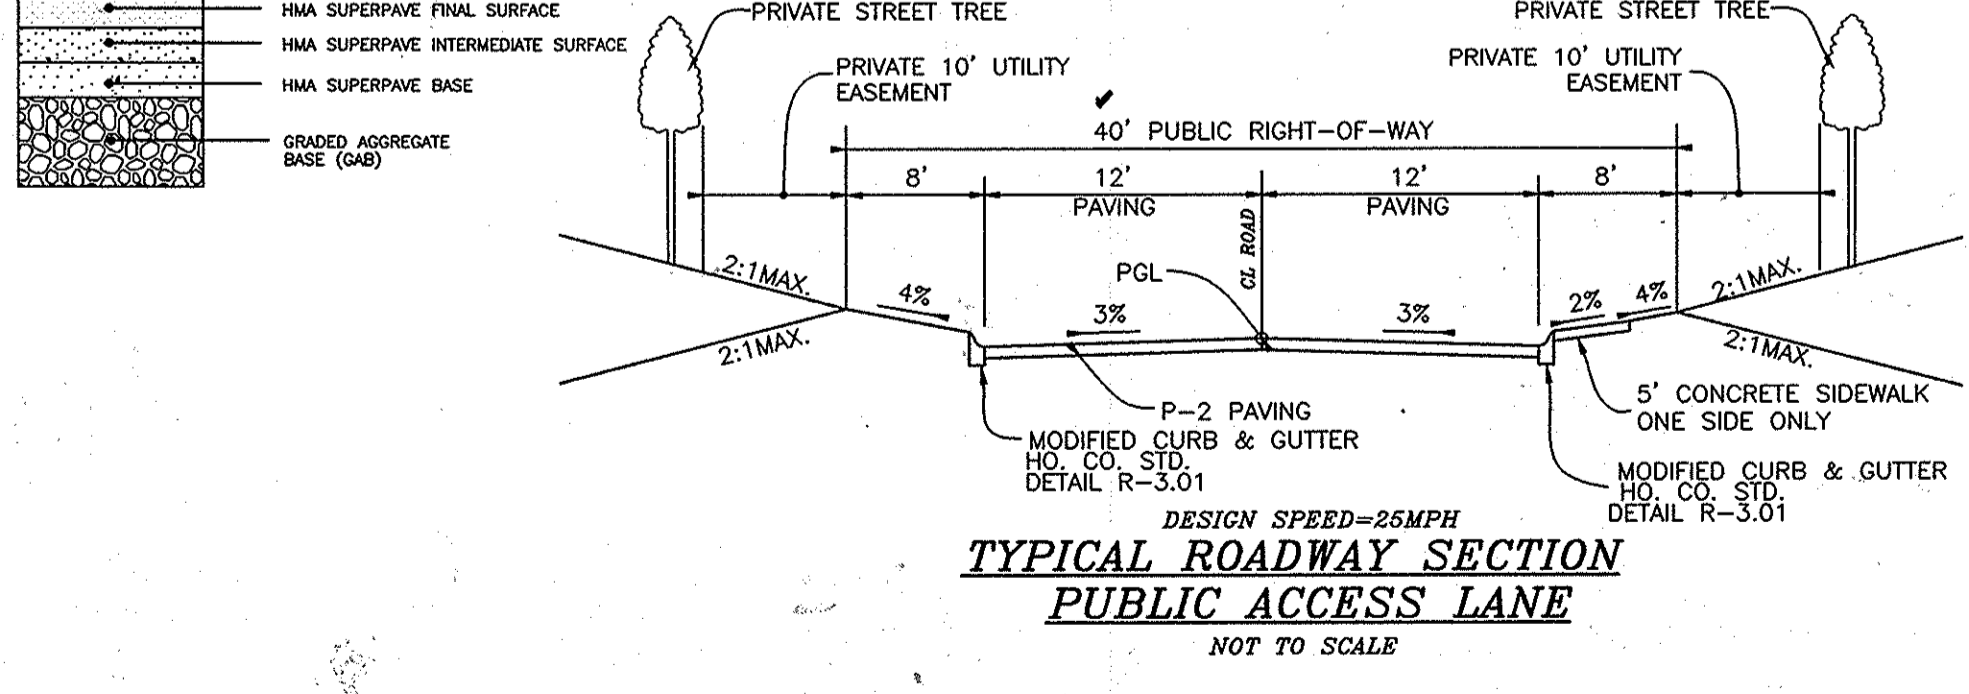 HMA SUPERPAVE FINAL SURFACE
HMA SUPERPAVE INTERMEDIATE SURFACE
HMA SUPERPAVE BASE
GRADED AGGREGATE
BASE (GAB)
PRIVATE STREET TREE
PRIVATE STREET TREE
PRIVATE 10' UTILITY
EASEMENT
PRIVATE 10' UTILITY
EASEMENT
40' PUBLIC RIGHT-OF-WAY
8'
12'
12'
8'
PAVING
PAVING
CL ROAD
PGL
2:1MAX.
4%
3%
3%
2%
4%
2:1MAX.
2:1MAX.
2:1MAX.
P-2 PAVING
MODIFIED CURB & GUTTER
HO. CO. STD.
DETAIL R-3.01
5' CONCRETE SIDEWALK
ONE SIDE ONLY
MODIFIED CURB & GUTTER
HO. CO. STD.
DETAIL R-3.01
DESIGN SPEED=25MPH
TYPICAL ROADWAY SECTION
PUBLIC ACCESS LANE
NOT TO SCALE